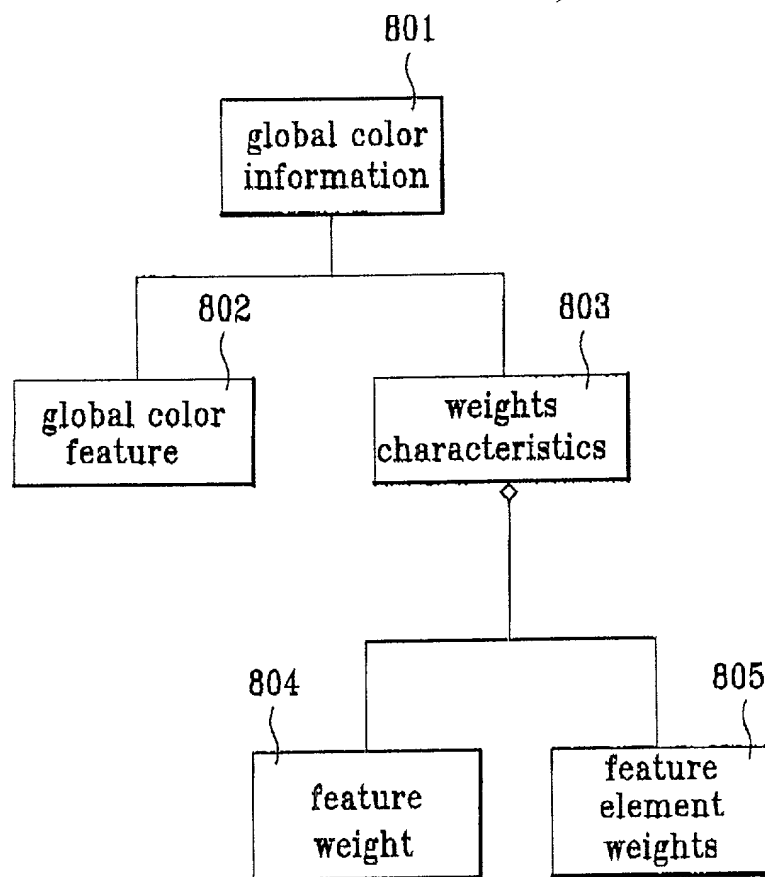 801
global color
information
802
803
global color
feature
weights
characteristics
804
805
feature
weight
feature
element
weights